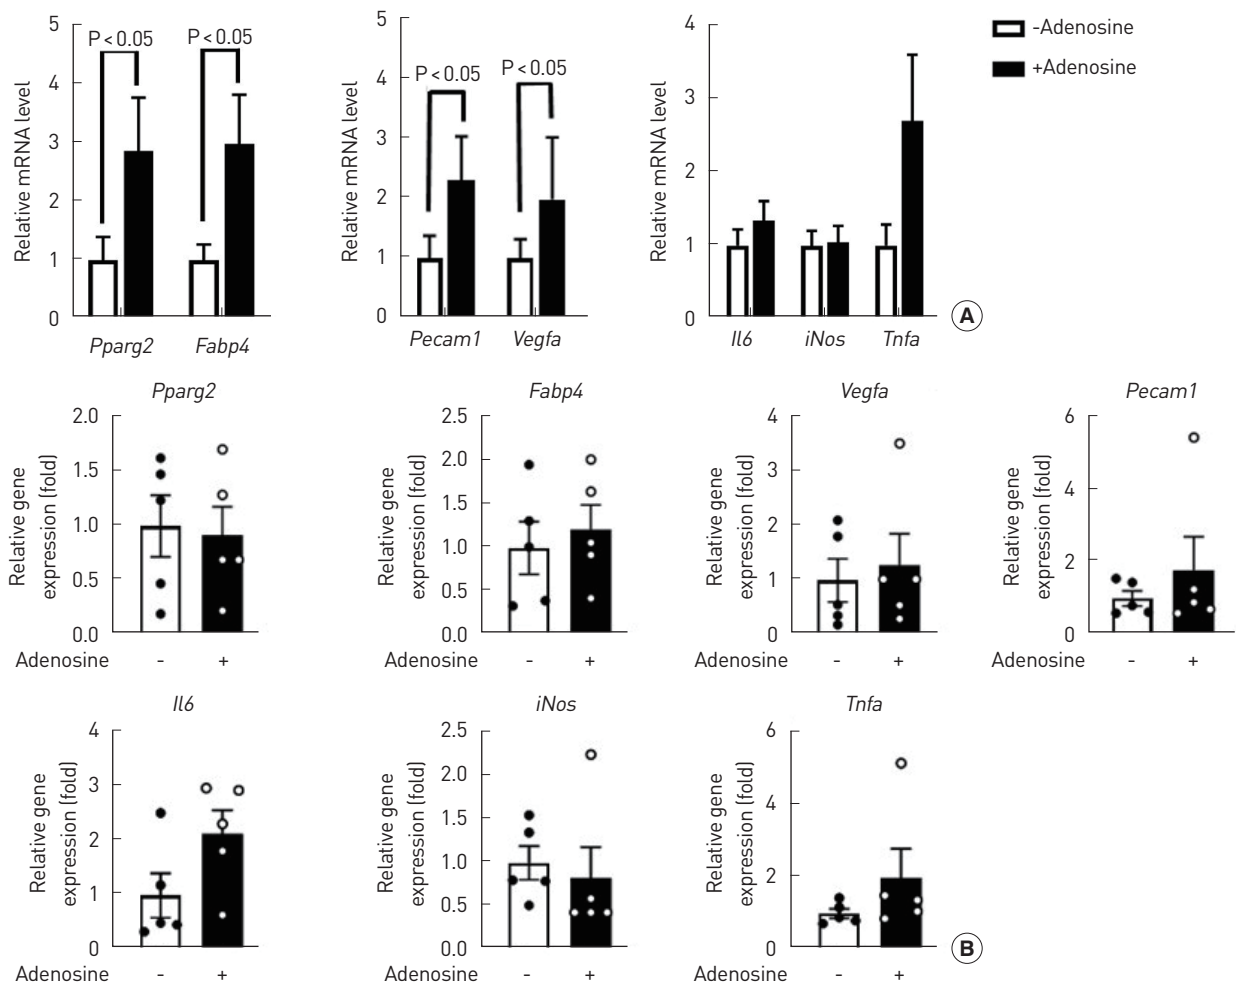 5
4
3
2
1
0
Relative mRNA level
P < 0.05
P < 0.05
Pparg2
Fabp4
5
4
3
2
1
0
Relative mRNA level
P < 0.05
P < 0.05
Pecam1
Vegfa
4
3
2
1
0
Relative mRNA level
Il6
iNos
Tnfa
-Adenosine
+Adenosine
A
Pparg2
2.0
1.5
1.0
0.5
0.0
Relative gene
expression (fold)
Adenosine - +
Fabp4
2.5
2.0
1.5
1.0
0.5
0.0
Relative gene
expression (fold)
Adenosine - +
Vegfa
4
3
2
1
0
Relative gene
expression (fold)
Adenosine - +
Pecam1
6
4
2
0
Relative gene
expression (fold)
Adenosine - +
Il6
4
3
2
1
0
Relative gene
expression (fold)
Adenosine - +
iNos
2.5
2.0
1.5
1.0
0.5
0.0
Relative gene
expression (fold)
Adenosine - +
Tnfa
6
4
2
0
Relative gene
expression (fold)
Adenosine - +
B